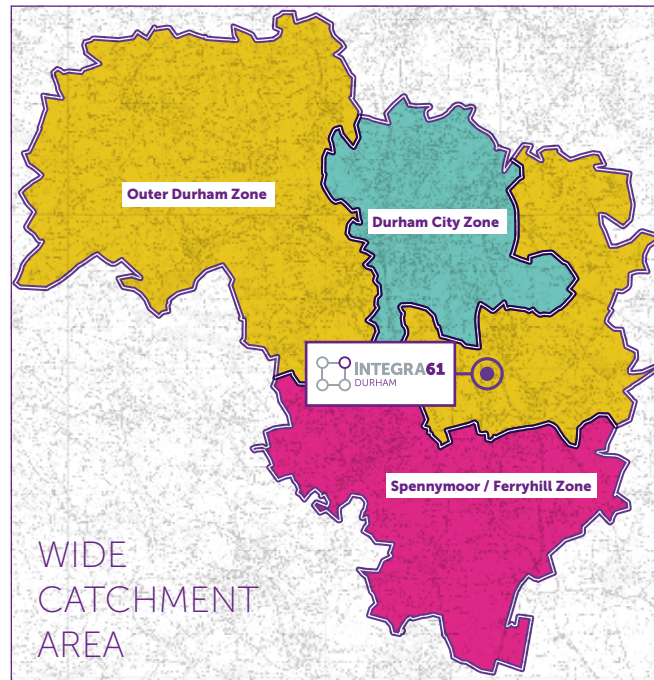 Outer Durham Zone
Durham City Zone
INTEGRA61
DURHAM
Spennymoor / Ferryhill Zone
WIDE
CATCHMENT
AREA